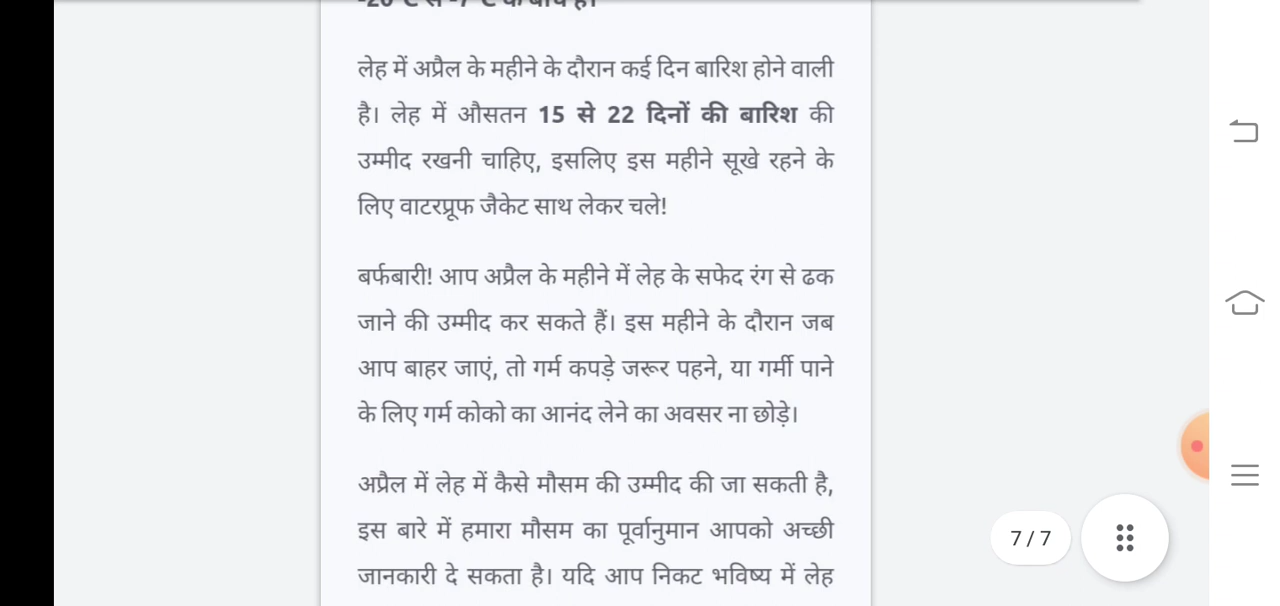 लेह में अप्रैल के महीने के दौरान कई दिन बारिश होने वाली
है। लेह में औसतन 15 से 22 दिनों की बारिश की
उम्मीद रखनी चाहिए, इसलिए इस महीने सूखे रहने के
लिए वाटरप्रूफ जैकेट साथ लेकर चले!
बर्फबारी! आप अप्रैल के महीने में लेह के सफेद रंग से ढक
जाने की उम्मीद कर सकते हैं। इस महीने के दौरान जब
आप बाहर जाएं, तो गर्म कपड़े जरूर पहने, या गर्मी पाने
के लिए गर्म कोको का आनंद लेने का अवसर ना छोड़े।
अप्रैल में लेह में कैसे मौसम की उम्मीद की जा सकती है,
इस बारे में हमारा मौसम का पूर्वानुमान आपको अच्छी
जानकारी दे सकता है। यदि आप निकट भविष्य में लेह
7 / 7